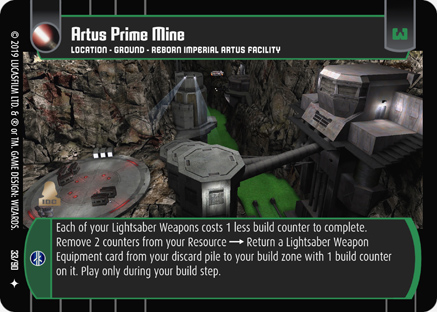 Artus Prime Mine
LOCATION - GROUND - REBORN IMPERIAL ARTUS FACILITY
© 2019 LUCASFILM LTD. & ® or TM. GAME DESIGN: WIZARDS.
23/90
Each of your Lightsaber Weapons costs 1 less build counter to complete.
Remove 2 counters from your Resource → Return a Lightsaber Weapon
Equipment card from your discard pile to your build zone with 1 build counter
on it. Play only during your build step.